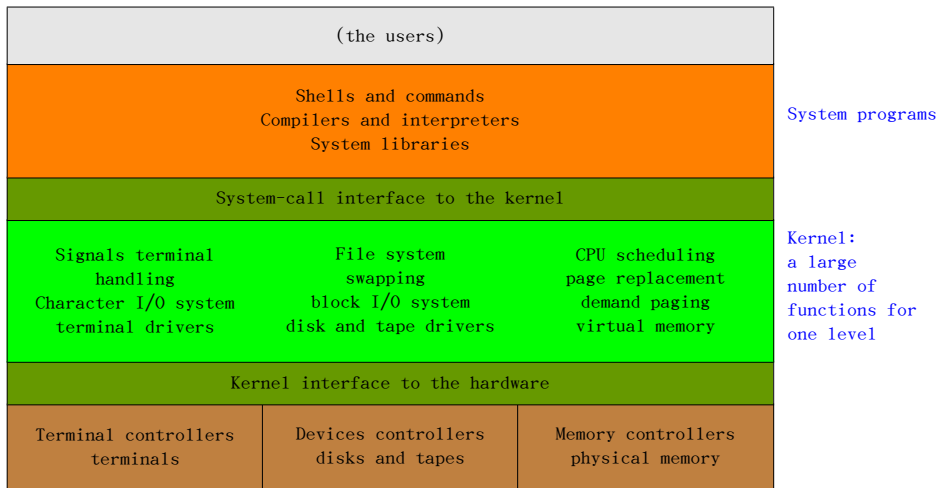 (the users)
Shells and commands
Compilers and interpreters
System libraries
System programs
System-call interface to the kernel
Signals terminal
handling
Character I/O system
terminal drivers
File system
swapping
block I/O system
disk and tape drivers
CPU scheduling
page replacement
demand paging
virtual memory
Kernel:
a large
number of
functions for
one level
Kernel interface to the hardware
Terminal controllers
terminals
Devices controllers
disks and tapes
Memory controllers
physical memory